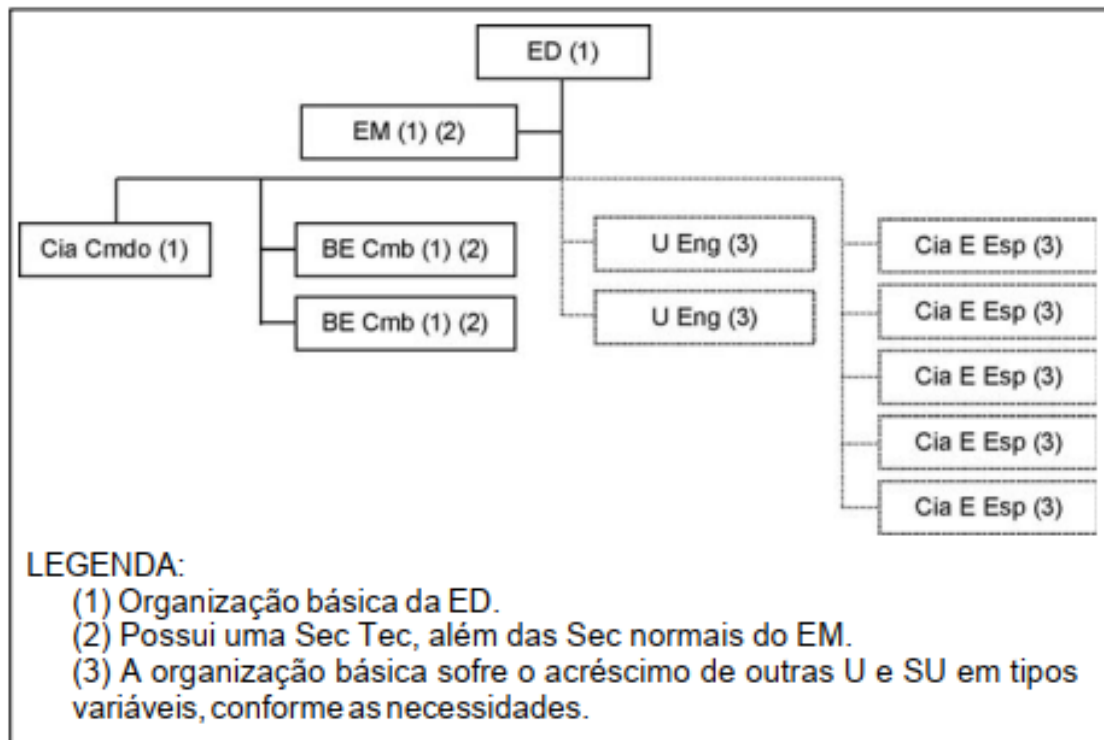 ED (1)
EM (1) (2)
Cia Cmdo (1)
BE Cmb (1) (2)
BE Cmb (1) (2)
U Eng (3)
U Eng (3)
Cia E Esp (3)
Cia E Esp (3)
Cia E Esp (3)
Cia E Esp (3)
Cia E Esp (3)
LEGENDA:
(1) Organização básica da ED.
(2) Possui uma Sec Tec, além das Sec normais do EM.
(3) A organização básica sofre o acréscimo de outras U e SU em tipos
variáveis, conforme as necessidades.